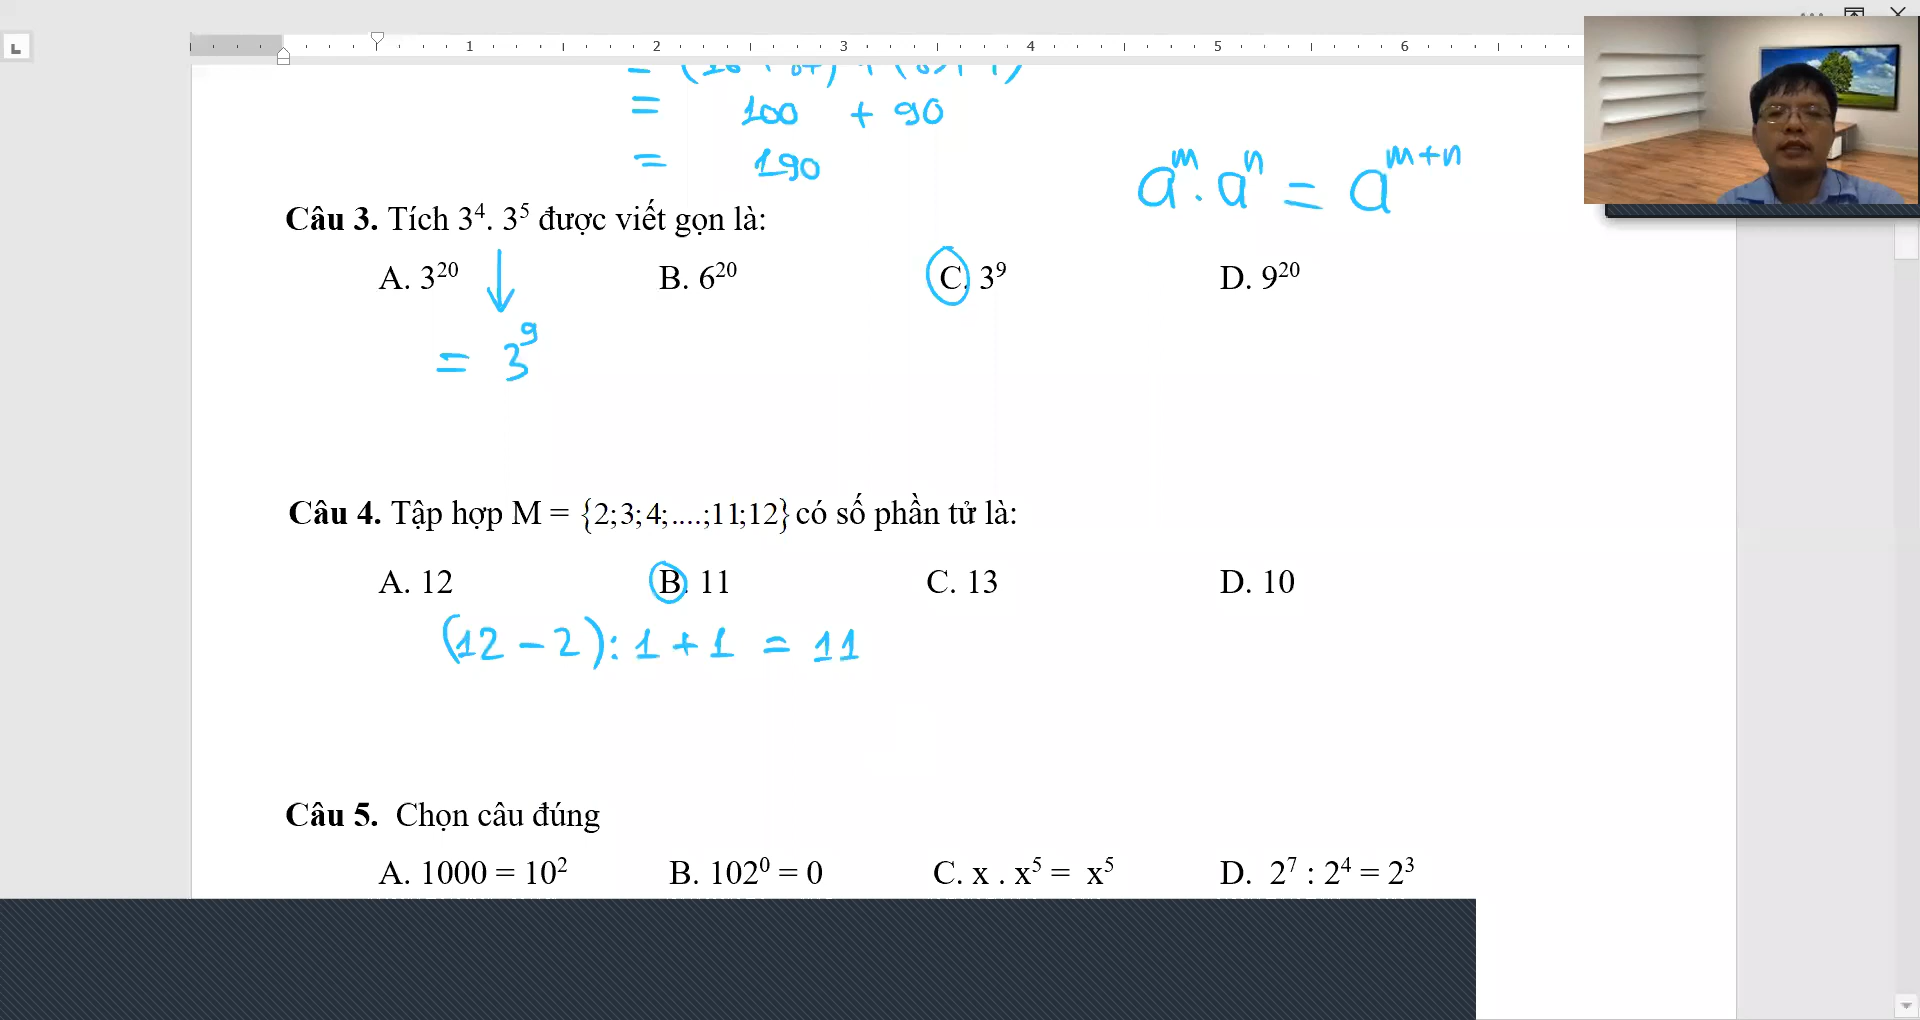 1 2 3 4 5 6
= 100 + 90
= 190
a^m . a^n = a^{m+n}
Câu 3. Tích 3⁴. 3⁵ được viết gọn là:
A. 3²⁰ B. 6²⁰ C. 3⁹ D. 9²⁰
= 3⁹
Câu 4. Tập hợp M = {2;3;4;....;11;12} có số phần tử là:
A. 12 B. 11 C. 13 D. 10
(12 - 2) : 1 + 1 = 11
Câu 5. Chọn câu đúng
A. 1000 = 10² B. 102⁰ = 0 C. x . x⁵ = x⁵ D. 2⁷ : 2⁴ = 2³